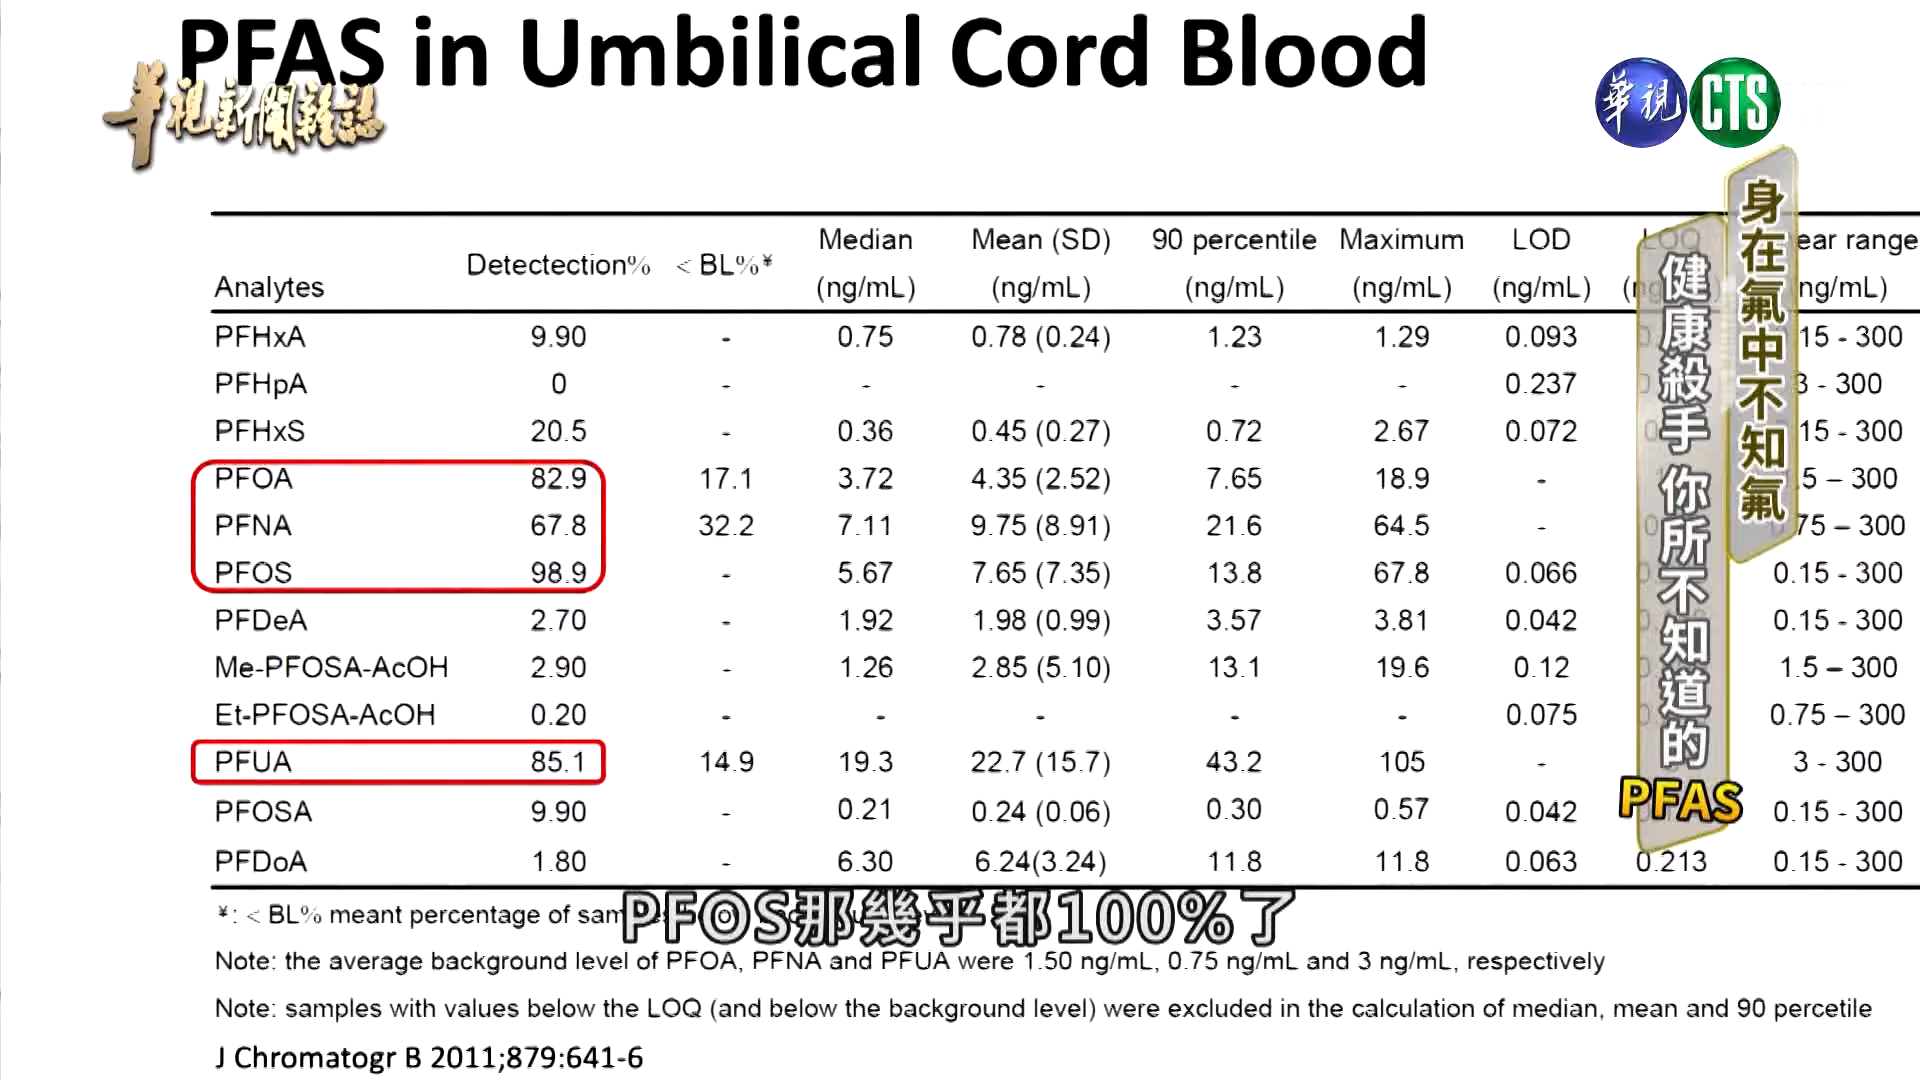 PFAS in Umbilical Cord Blood
華視新聞雜誌
華視 CTS
身在氟中不知氟
健康殺手 你所不知道的
PFAS
Analytes Detectection% < BL%¥ Median (ng/mL) Mean (SD) (ng/mL) 90 percentile (ng/mL) Maximum (ng/mL) LOD (ng/mL) LOQ range ng/mL)
PFHxA 9.90 - 0.75 0.78 (0.24) 1.23 1.29 0.093 15 - 300
PFHpA 0 - - - - - 0.237 3 - 300
PFHxS 20.5 - 0.36 0.45 (0.27) 0.72 2.67 0.072 15 - 300
PFOA 82.9 17.1 3.72 4.35 (2.52) 7.65 18.9 - 5 – 300
PFNA 67.8 32.2 7.11 9.75 (8.91) 21.6 64.5 - 75 – 300
PFOS 98.9 - 5.67 7.65 (7.35) 13.8 67.8 0.066 0.15 - 300
PFDeA 2.70 - 1.92 1.98 (0.99) 3.57 3.81 0.042 0.15 - 300
Me-PFOSA-AcOH 2.90 - 1.26 2.85 (5.10) 13.1 19.6 0.12 1.5 – 300
Et-PFOSA-AcOH 0.20 - - - - - 0.075 0.75 – 300
PFUA 85.1 14.9 19.3 22.7 (15.7) 43.2 105 - 3 - 300
PFOSA 9.90 - 0.21 0.24 (0.06) 0.30 0.57 0.042 0.15 - 300
PFDoA 1.80 - 6.30 6.24(3.24) 11.8 11.8 0.063 0.213 0.15 - 300
¥: < BL% meant percentage of
PFOS那幾乎都100%了
Note: the average background level of PFOA, PFNA and PFUA were 1.50 ng/mL, 0.75 ng/mL and 3 ng/mL, respectively
Note: samples with values below the LOQ (and below the background level) were excluded in the calculation of median, mean and 90 percetile
J Chromatogr B 2011;879:641-6